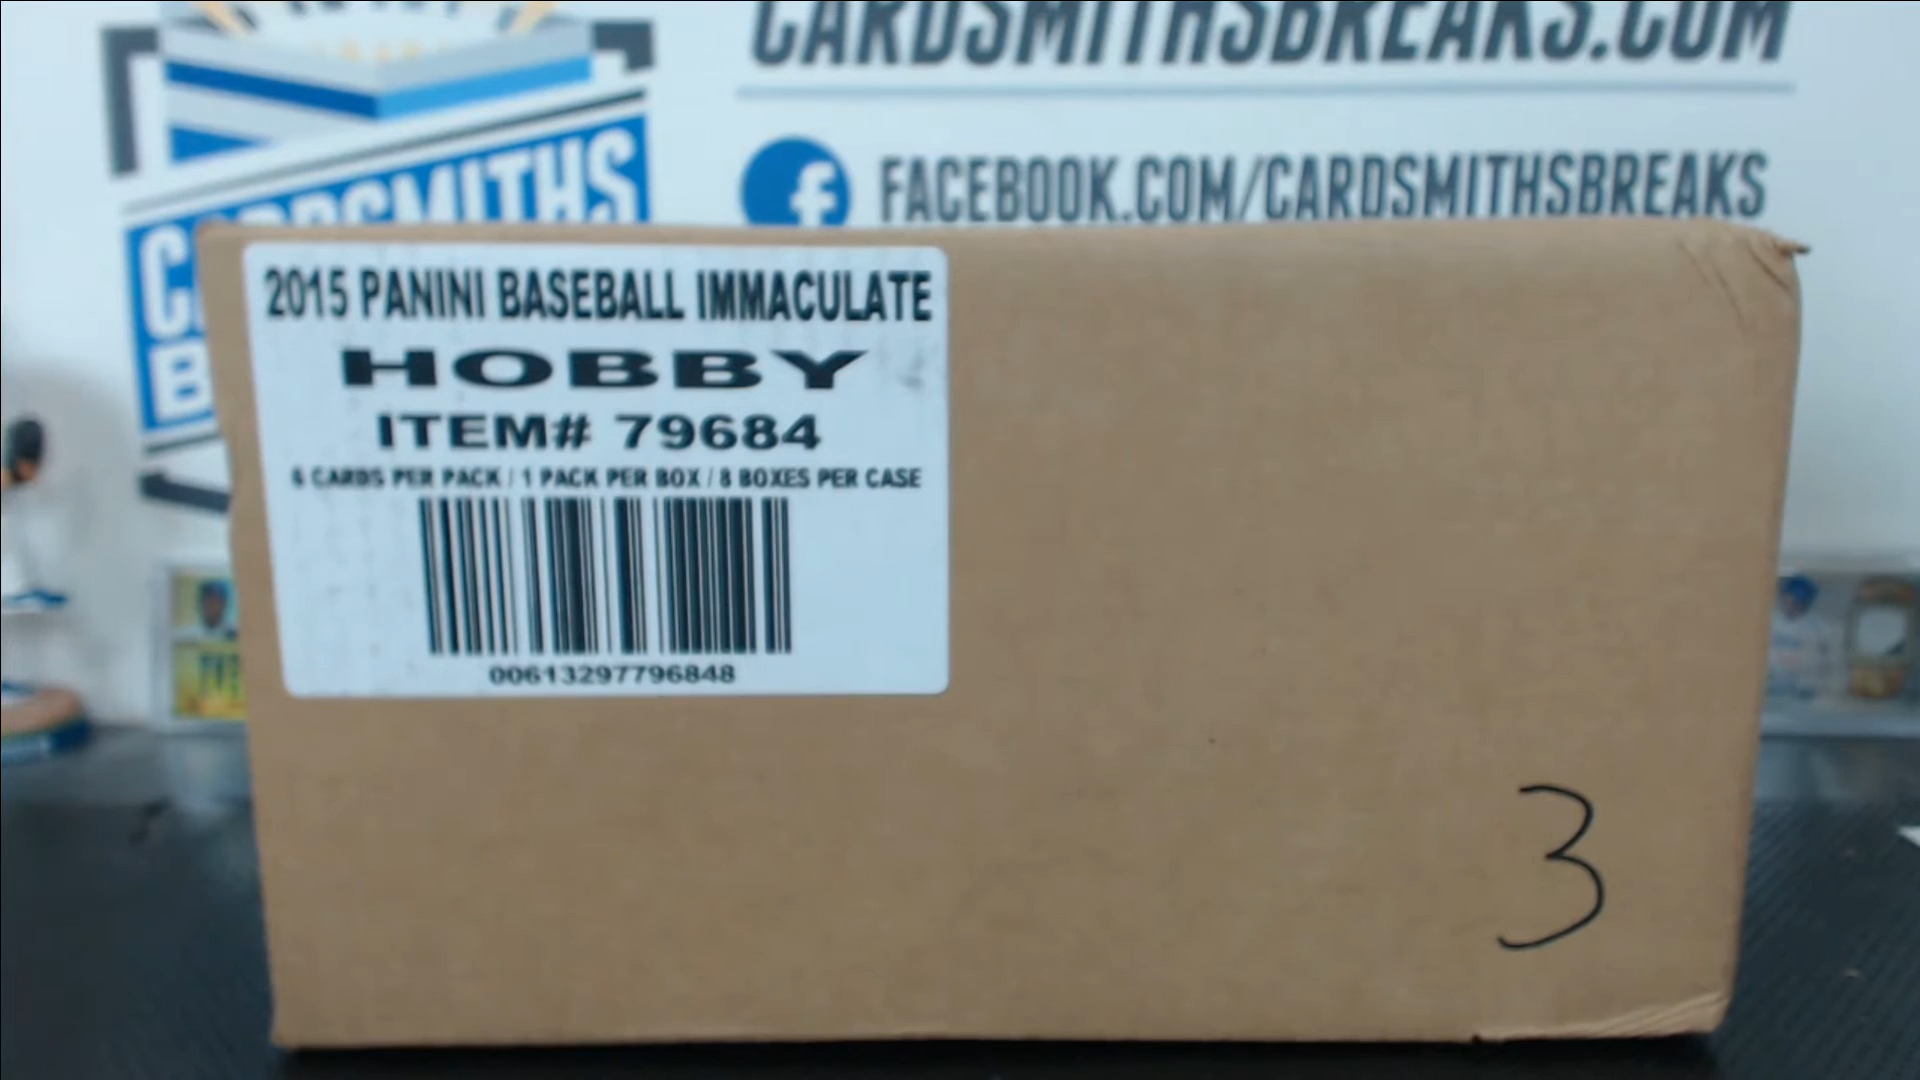 CARDSMITHSBREAKS.COM
FACEBOOK.COM/CARDSMITHSBREAKS
CARDSMITHS
2015 PANINI BASEBALL IMMACULATE
HOBBY
ITEM# 79684
6 CARDS PER PACK / 1 PACK PER BOX / 8 BOXES PER CASE
00613297796848
3